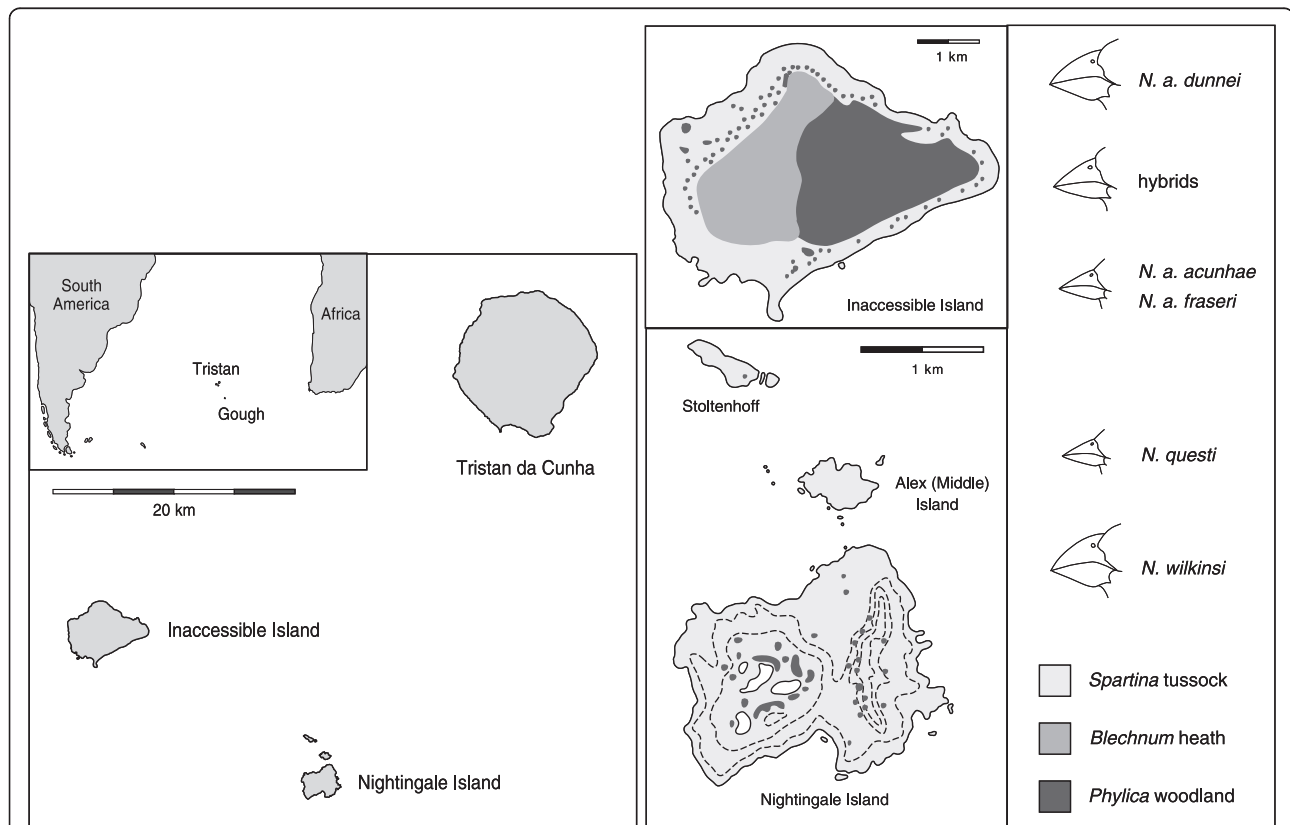 South
America
Africa
Tristan
Gough
Tristan da Cunha
20 km
Inaccessible Island
Nightingale Island
1 km
Inaccessible Island
1 km
Stoltenhoff
Alex (Middle)
Island
Nightingale Island
N. a. dunnei
hybrids
N. a. acunhae
N. a. fraseri
N. questi
N. wilkinsi
Spartina tussock
Blechnum heath
Phylica woodland